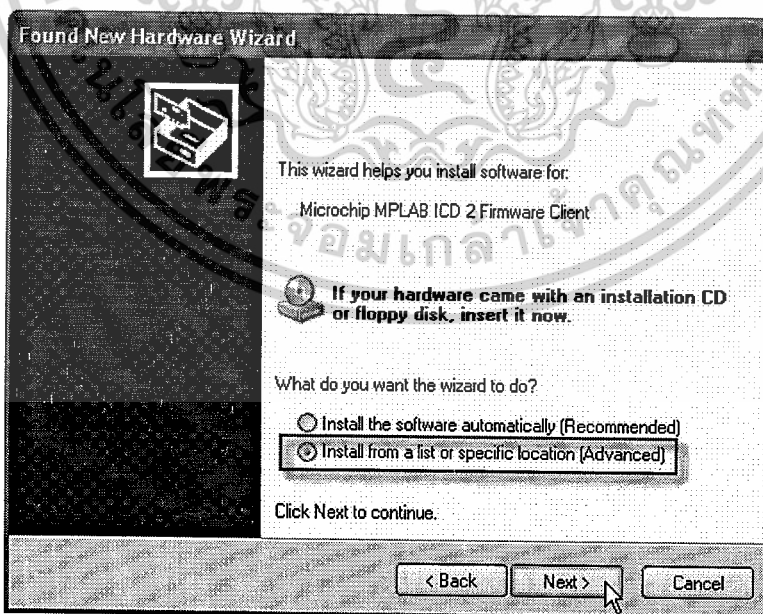 Found New Hardware Wizard
This wizard helps you install software for:
Microchip MPLAB ICD 2 Firmware Client
If your hardware came with an installation CD
or floppy disk, insert it now.
What do you want the wizard to do?
Install the software automatically (Recommended)
Install from a list or specific location (Advanced)
Click Next to continue.
< Back
Next >
Cancel